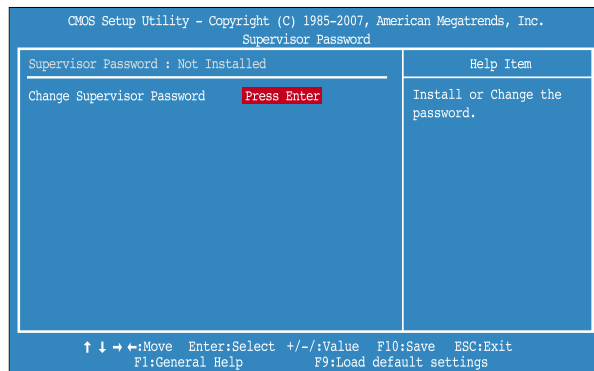 CMOS Setup Utility - Copyright (C) 1985-2007, American Megatrends, Inc.
Supervisor Password
Supervisor Password : Not Installed
Help Item
Change Supervisor Password Press Enter
Install or Change the
password.
↑ ↓ → ←:Move Enter:Select +/-/:Value F10:Save ESC:Exit
F1:General Help F9:Load default settings